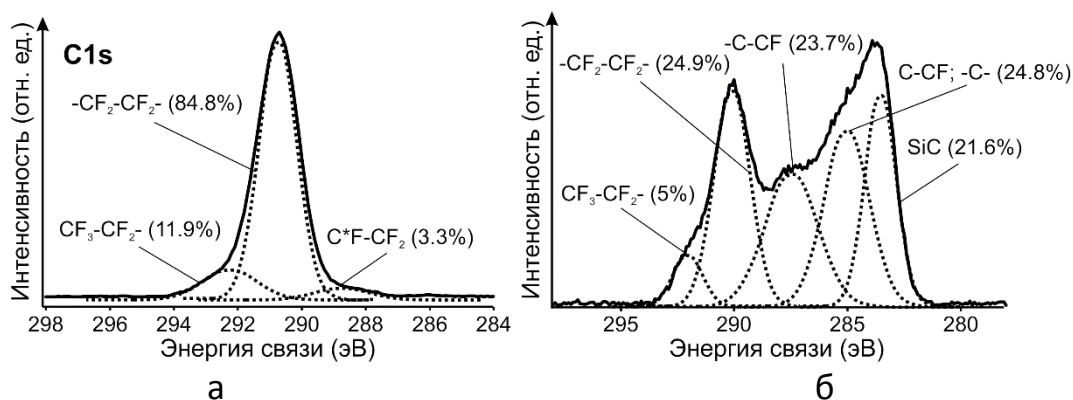 Интенсивность (отн. ед.)
C1s
-CF₂-CF₂- (84.8%)
CF₃-CF₂- (11.9%)
C*F-CF₂ (3.3%)
298 296 294 292 290 288 286 284
Энергия связи (эВ)
а
Интенсивность (отн. ед.)
-C-CF (23.7%)
-CF₂-CF₂- (24.9%)
C-CF; -C- (24.8%)
SiC (21.6%)
CF₃-CF₂- (5%)
295 290 285 280
Энергия связи (эВ)
б